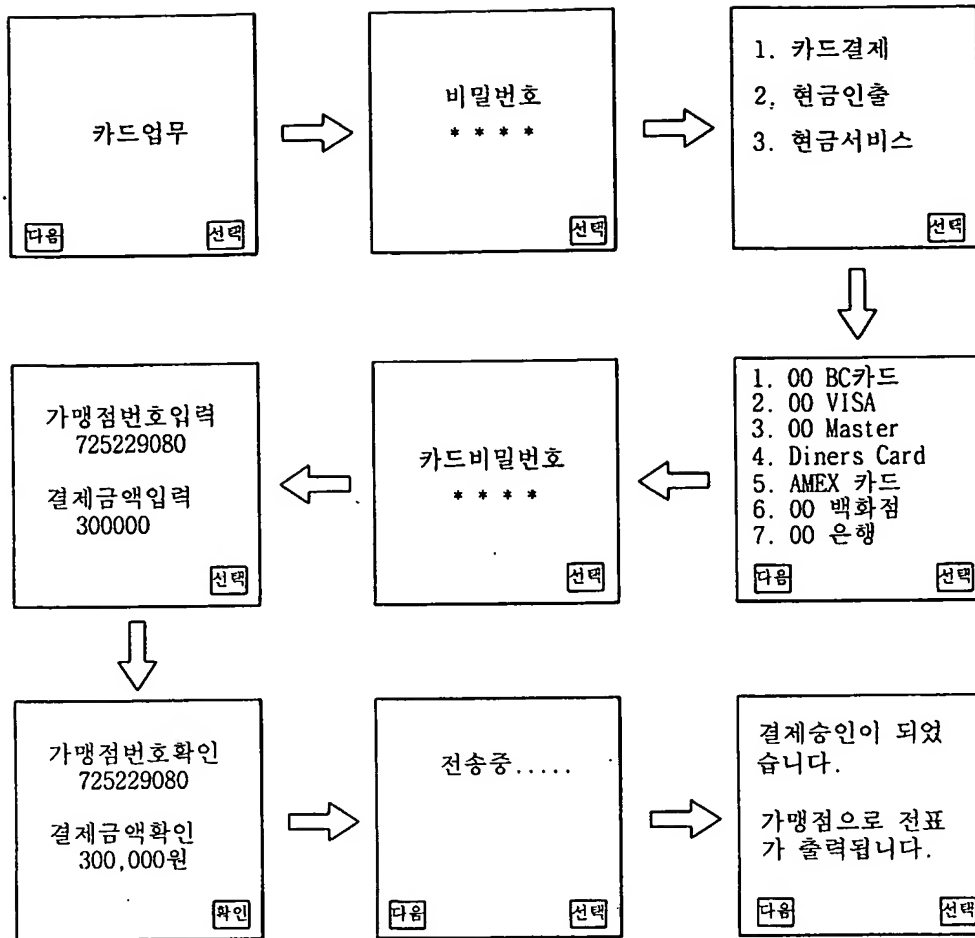 카드업무
다음
선택
비밀번호
* * * *
선택
1. 카드결제
2. 현금인출
3. 현금서비스
선택
1. 00 BC카드
2. 00 VISA
3. 00 Master
4. Diners Card
5. AMEX 카드
6. 00 백화점
7. 00 은행
다음
선택
카드비밀번호
* * * *
선택
가맹점번호입력
725229080
결제금액입력
300000
선택
가맹점번호확인
725229080
결제금액확인
300,000원
확인
전송중.....
다음
선택
결제승인이 되었
습니다.
가맹점으로 전표
가 출력됩니다.
다음
선택